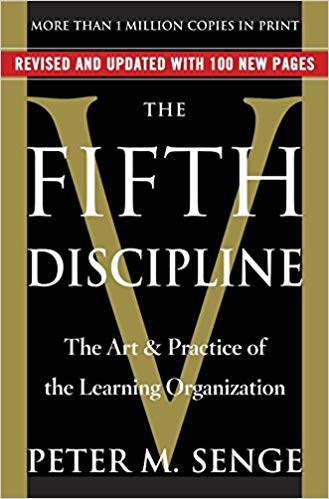 MORE THAN 1 MILLION COPIES IN PRINT
REVISED AND UPDATED WITH 100 NEW PAGES
THE
FIFTH
DISCIPLINE
V
The Art & Practice of
the Learning Organization
PETER M. SENGE